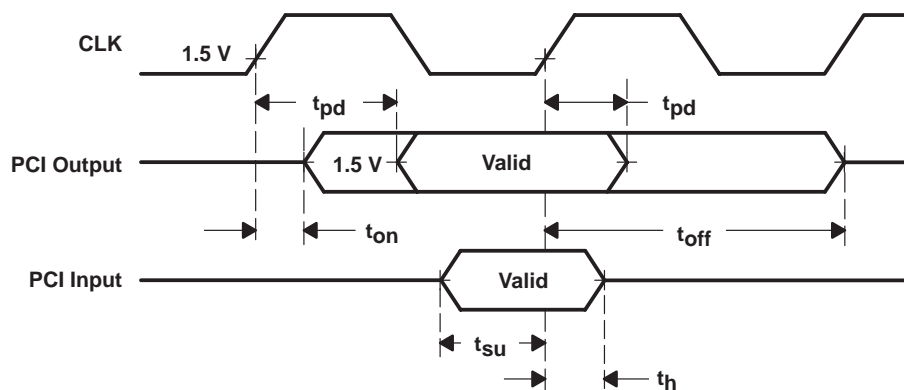 CLK
1.5 V
tpd
tpd
PCI Output
1.5 V
Valid
ton
toff
PCI Input
Valid
tsu
th